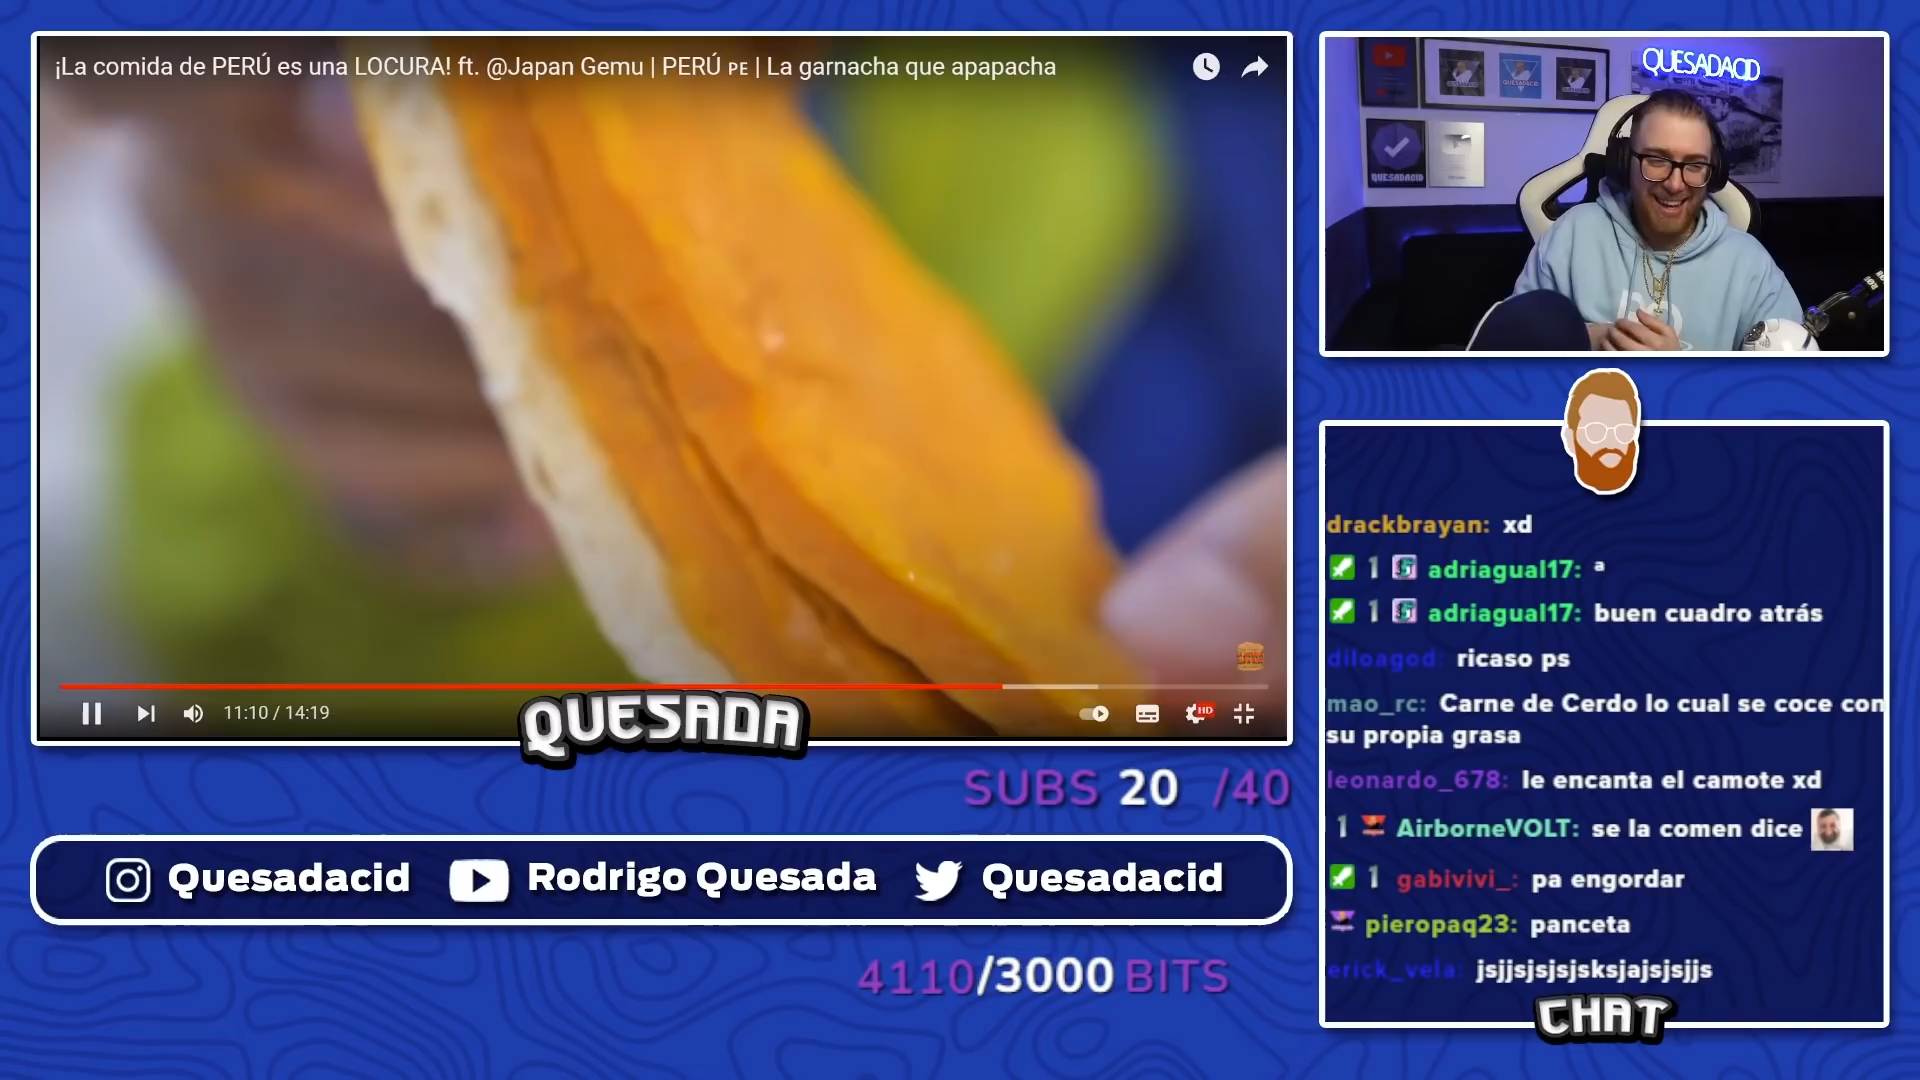 ¡La comida de PERÚ es una LOCURA! ft. @Japan Gemu | PERÚ PE | La garnacha que apapacha
11:10 / 14:19
HD
QUESADA
SUBS 20 /40
Quesadacid Rodrigo Quesada Quesadacid
4110/3000 BITS
QUESADACID
QUESADACID
QUESADACID
drackbrayan: xd
1 adriagual17: ª
1 adriagual17: buen cuadro atrás
diloagod: ricaso ps
mao_rc: Carne de Cerdo lo cual se coce con
su propia grasa
leonardo_678: le encanta el camote xd
1 AirborneVOLT: se la comen dice
1 gabivivi_: pa engordar
pieropaq23: panceta
erick_vela: jsjjsjsjsjsksjajsjsjjs
CHAT